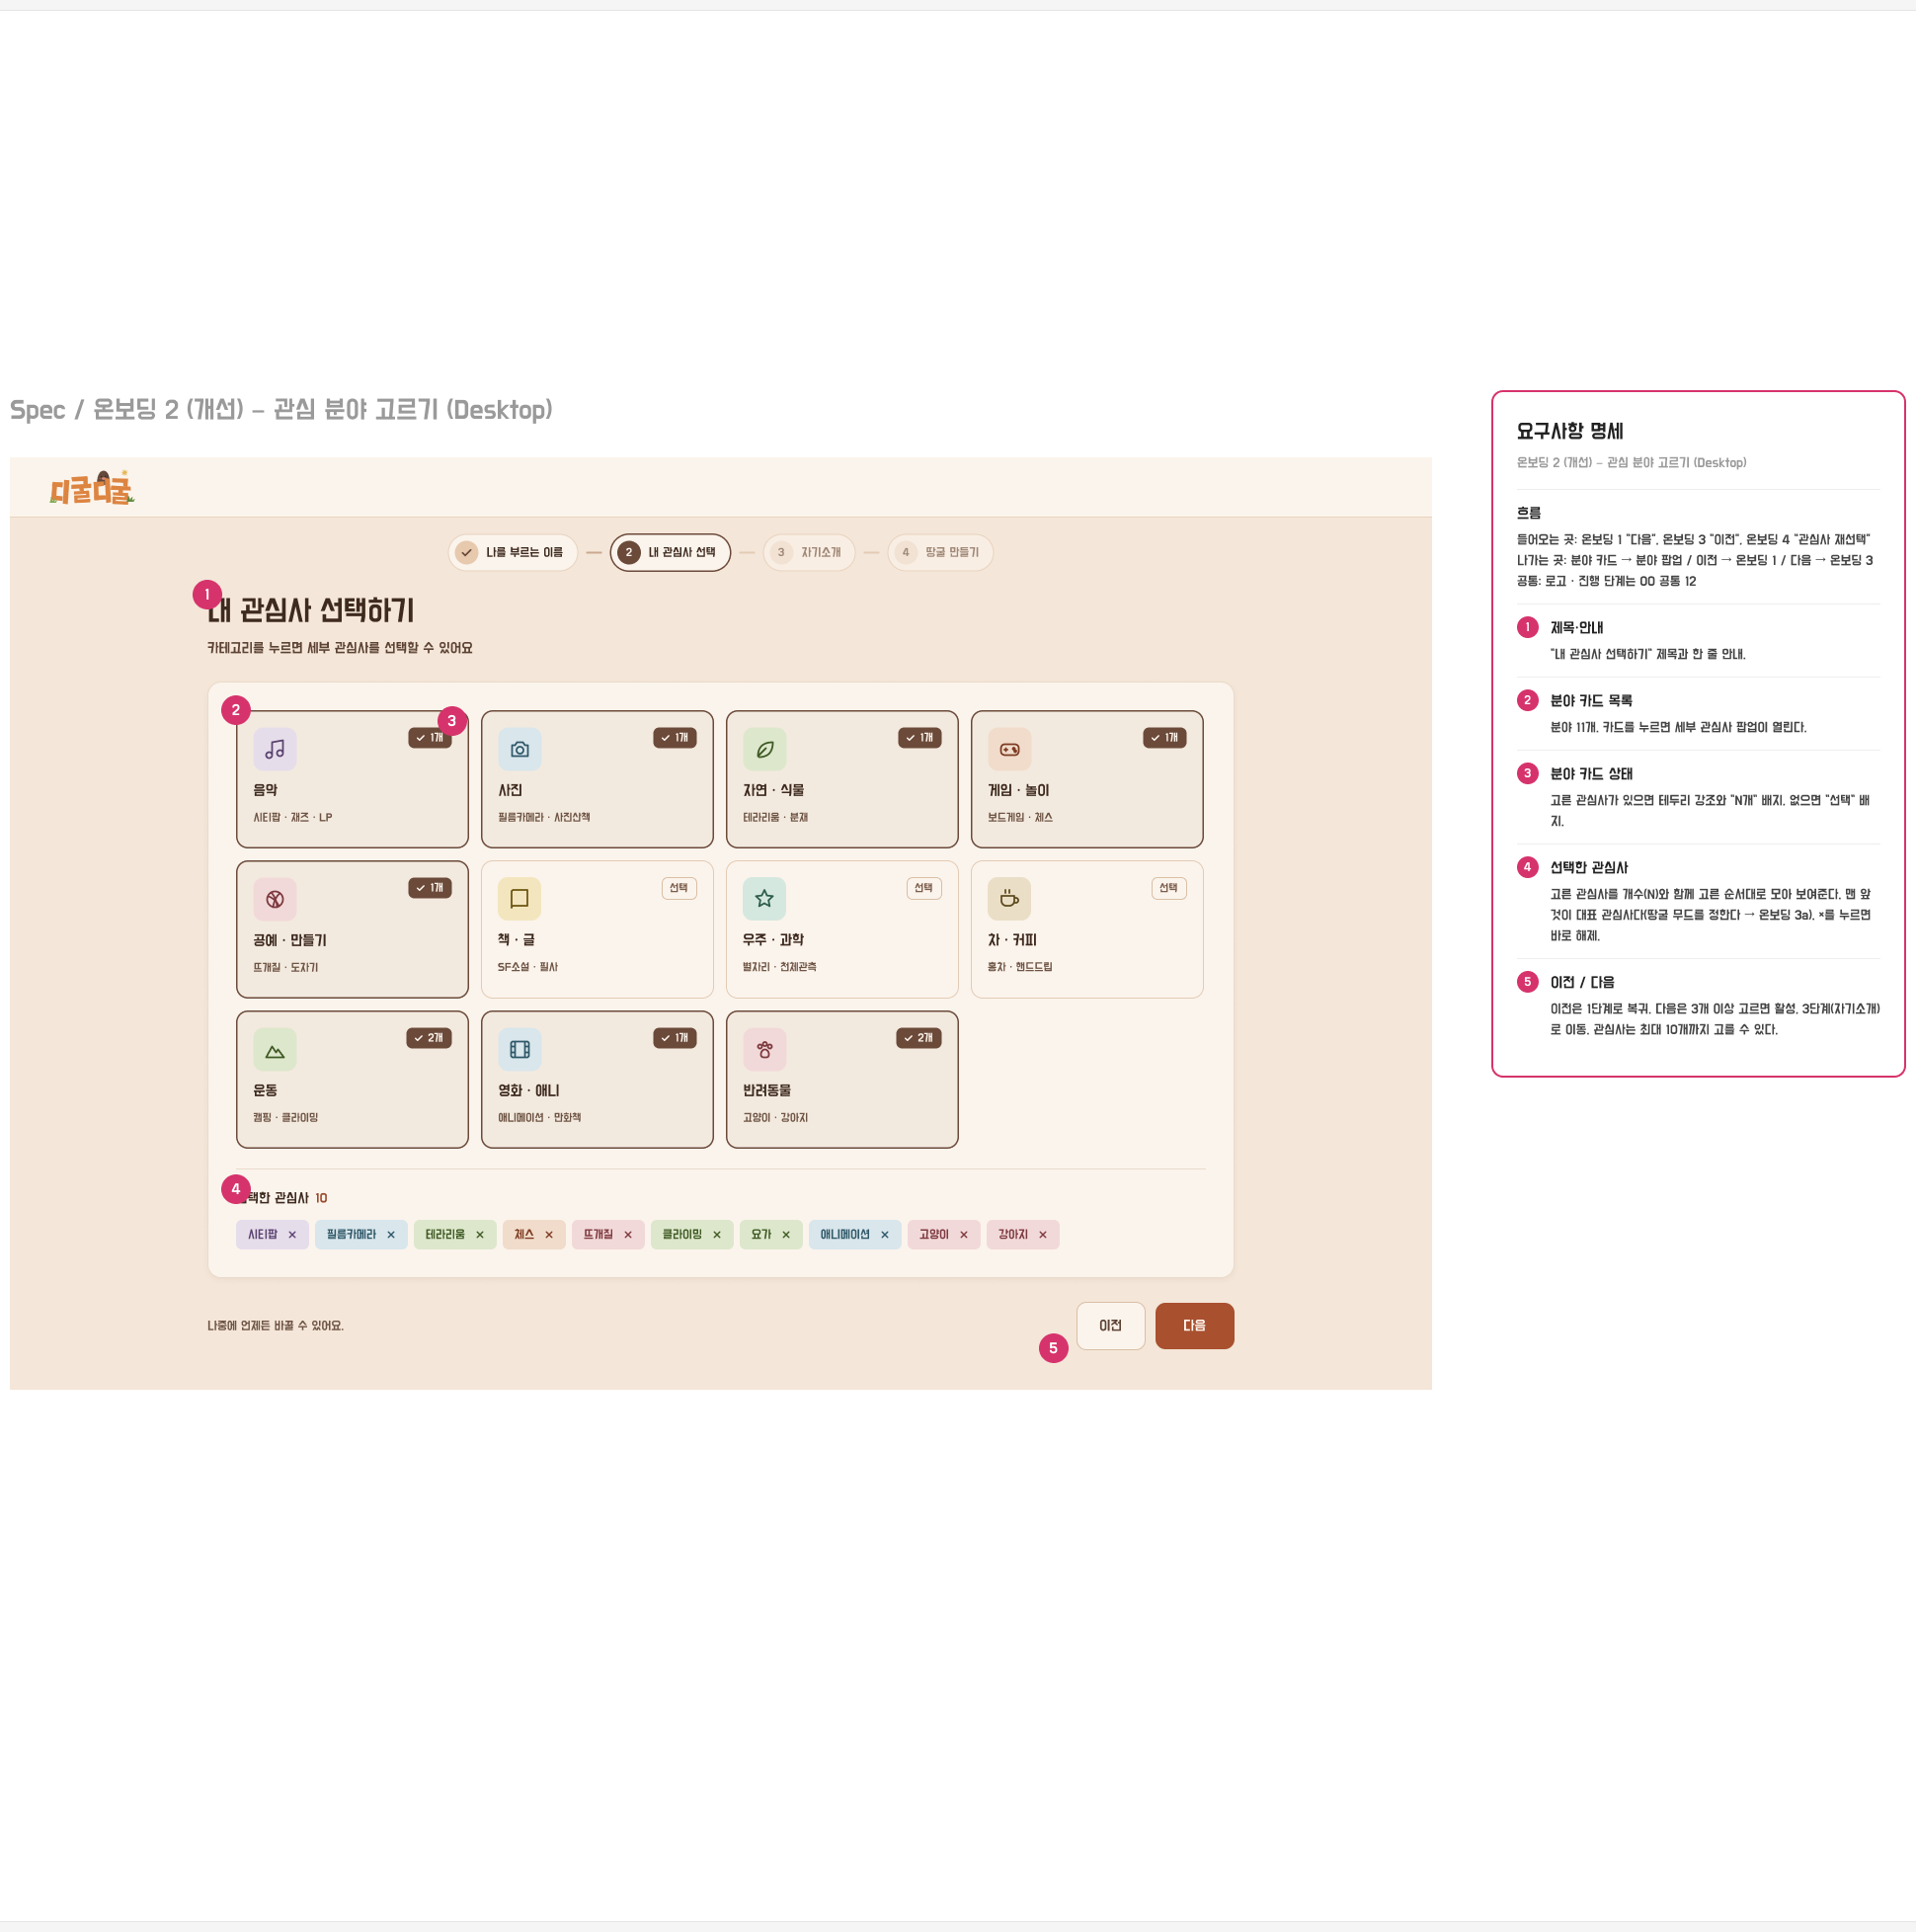 Spec / 온보딩 2 (개선) – 관심 분야 고르기 (Desktop)
디굴디굴
나를 부르는 이름
2 내 관심사 선택
3 자기소개
4 땅굴 만들기
1
내 관심사 선택하기
카테고리를 누르면 세부 관심사를 선택할 수 있어요
2
3
1개
음악
시티팝 · 재즈 · LP
1개
사진
필름카메라 · 사진산책
1개
자연 · 식물
테라리움 · 분재
1개
게임 · 놀이
보드게임 · 체스
1개
공예 · 만들기
뜨개질 · 도자기
선택
책 · 글
SF소설 · 필사
선택
우주 · 과학
별자리 · 천체관측
선택
차 · 커피
홍차 · 핸드드립
2개
운동
캠핑 · 클라이밍
1개
영화 · 애니
애니메이션 · 만화책
2개
반려동물
고양이 · 강아지
4
택한 관심사 10
시티팝 ×
필름카메라 ×
테라리움 ×
체스 ×
뜨개질 ×
클라이밍 ×
요가 ×
애니메이션 ×
고양이 ×
강아지 ×
나중에 언제든 바꿀 수 있어요.
5
이전
다음
요구사항 명세
온보딩 2 (개선) – 관심 분야 고르기 (Desktop)
흐름
들어오는 곳: 온보딩 1 "다음", 온보딩 3 "이전", 온보딩 4 "관심사 재선택"
나가는 곳: 분야 카드 → 분야 팝업 / 이전 → 온보딩 1 / 다음 → 온보딩 3
공통: 로고 · 진행 단계는 00 공통 12
1 제목·안내
"내 관심사 선택하기" 제목과 한 줄 안내.
2 분야 카드 목록
분야 11개. 카드를 누르면 세부 관심사 팝업이 열린다.
3 분야 카드 상태
고른 관심사가 있으면 테두리 강조와 "N개" 배지. 없으면 "선택" 배
지.
4 선택한 관심사
고른 관심사를 개수(N)와 함께 고른 순서대로 모아 보여준다. 맨 앞
것이 대표 관심사다(땅굴 무드를 정한다 → 온보딩 3a). ×를 누르면
바로 해제.
5 이전 / 다음
이전은 1단계로 복귀. 다음은 3개 이상 고르면 활성. 3단계(자기소개)
로 이동. 관심사는 최대 10개까지 고를 수 있다.